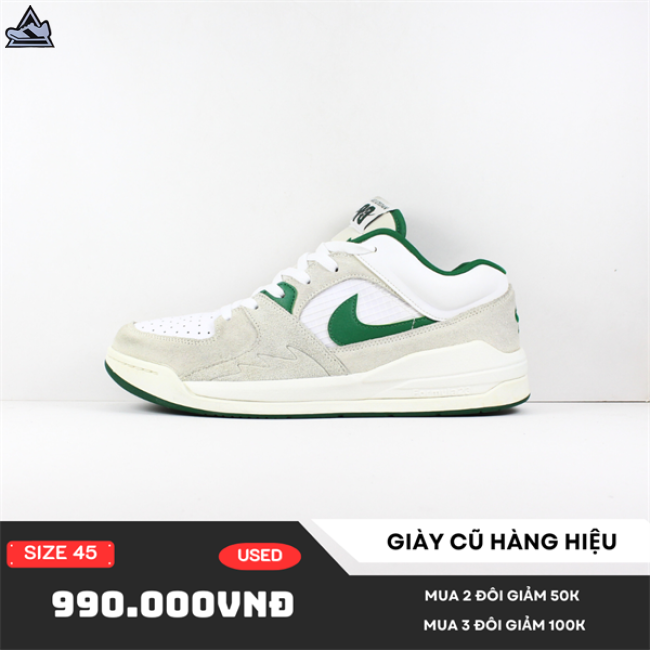 SIZE 45
USED
990.000VNĐ
GIÀY CŨ HÀNG HIỆU
MUA 2 ĐÔI GIẢM 50K
MUA 3 ĐÔI GIẢM 100K